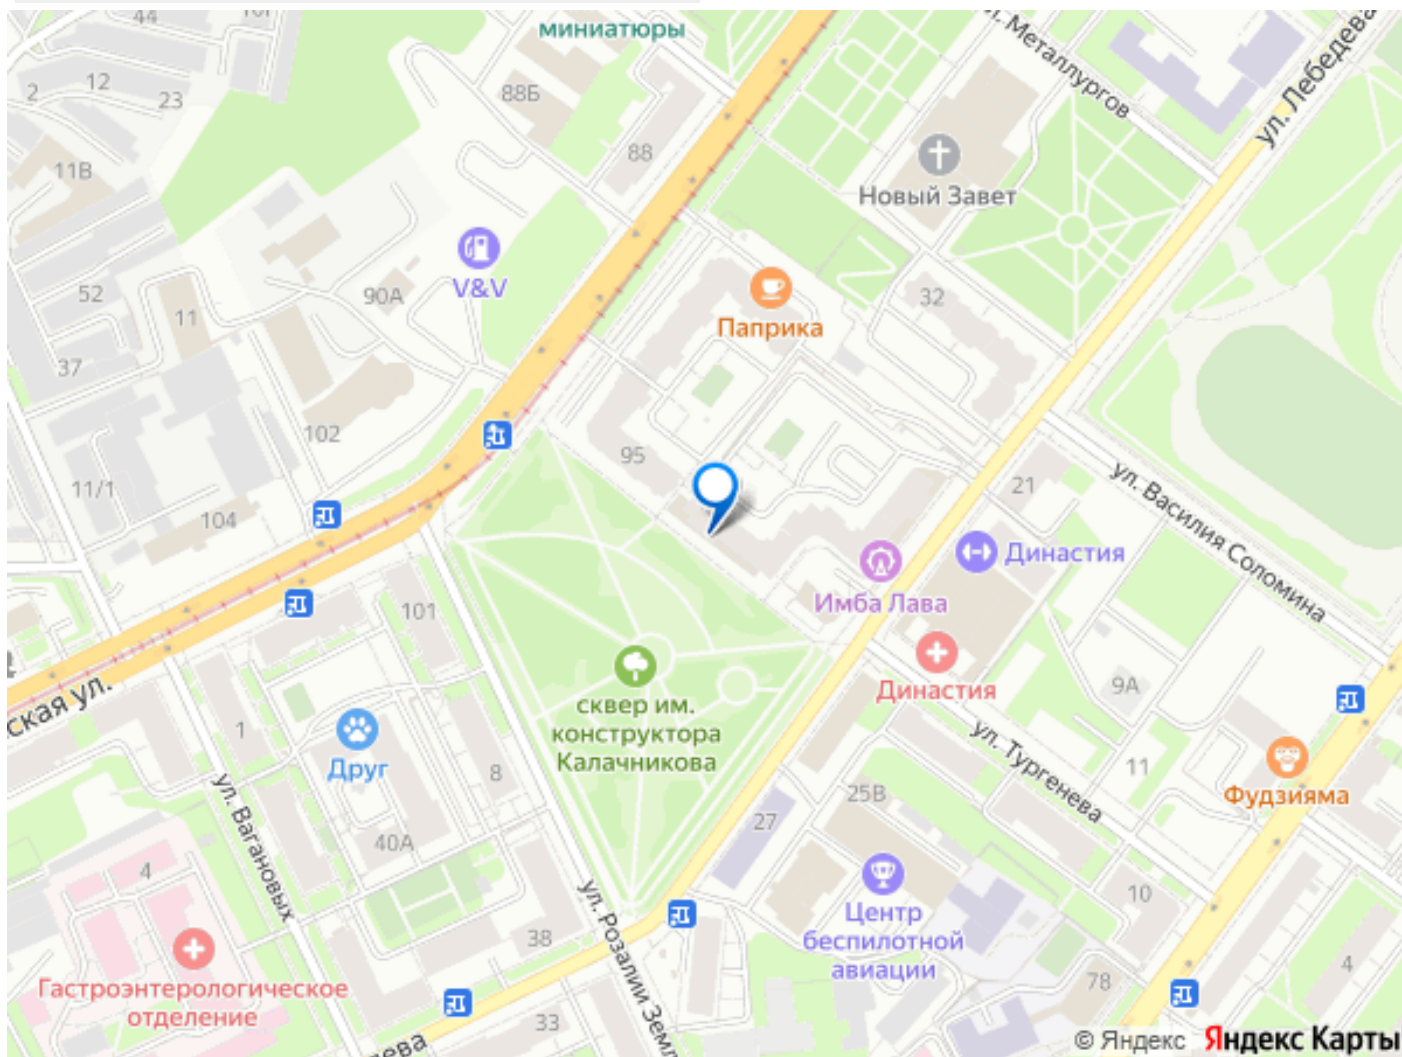 44
миниатюры
ул. Металлургов
ул. Лебедева
2
12
23
88Б
88
11В
Новый Завет
V&V
52
90А
11
32
Паприка
37
102
95
21
11/1
104
ул. Василия Соломина
Династия
Имба Лава
101
Династия
9А
ская ул.
сквер им.
конструктора
Калачникова
1
Друг
8
ул. Тургенева
11
Фудзияма
ул. Вагановых
25В
27
40А
4
10
ул. РозалииЗемл
Центр
беспилотной
авиации
38
Гастроэнтерологическое
отделение
78
4
33
ева
© Яндекс Яндекс Карты